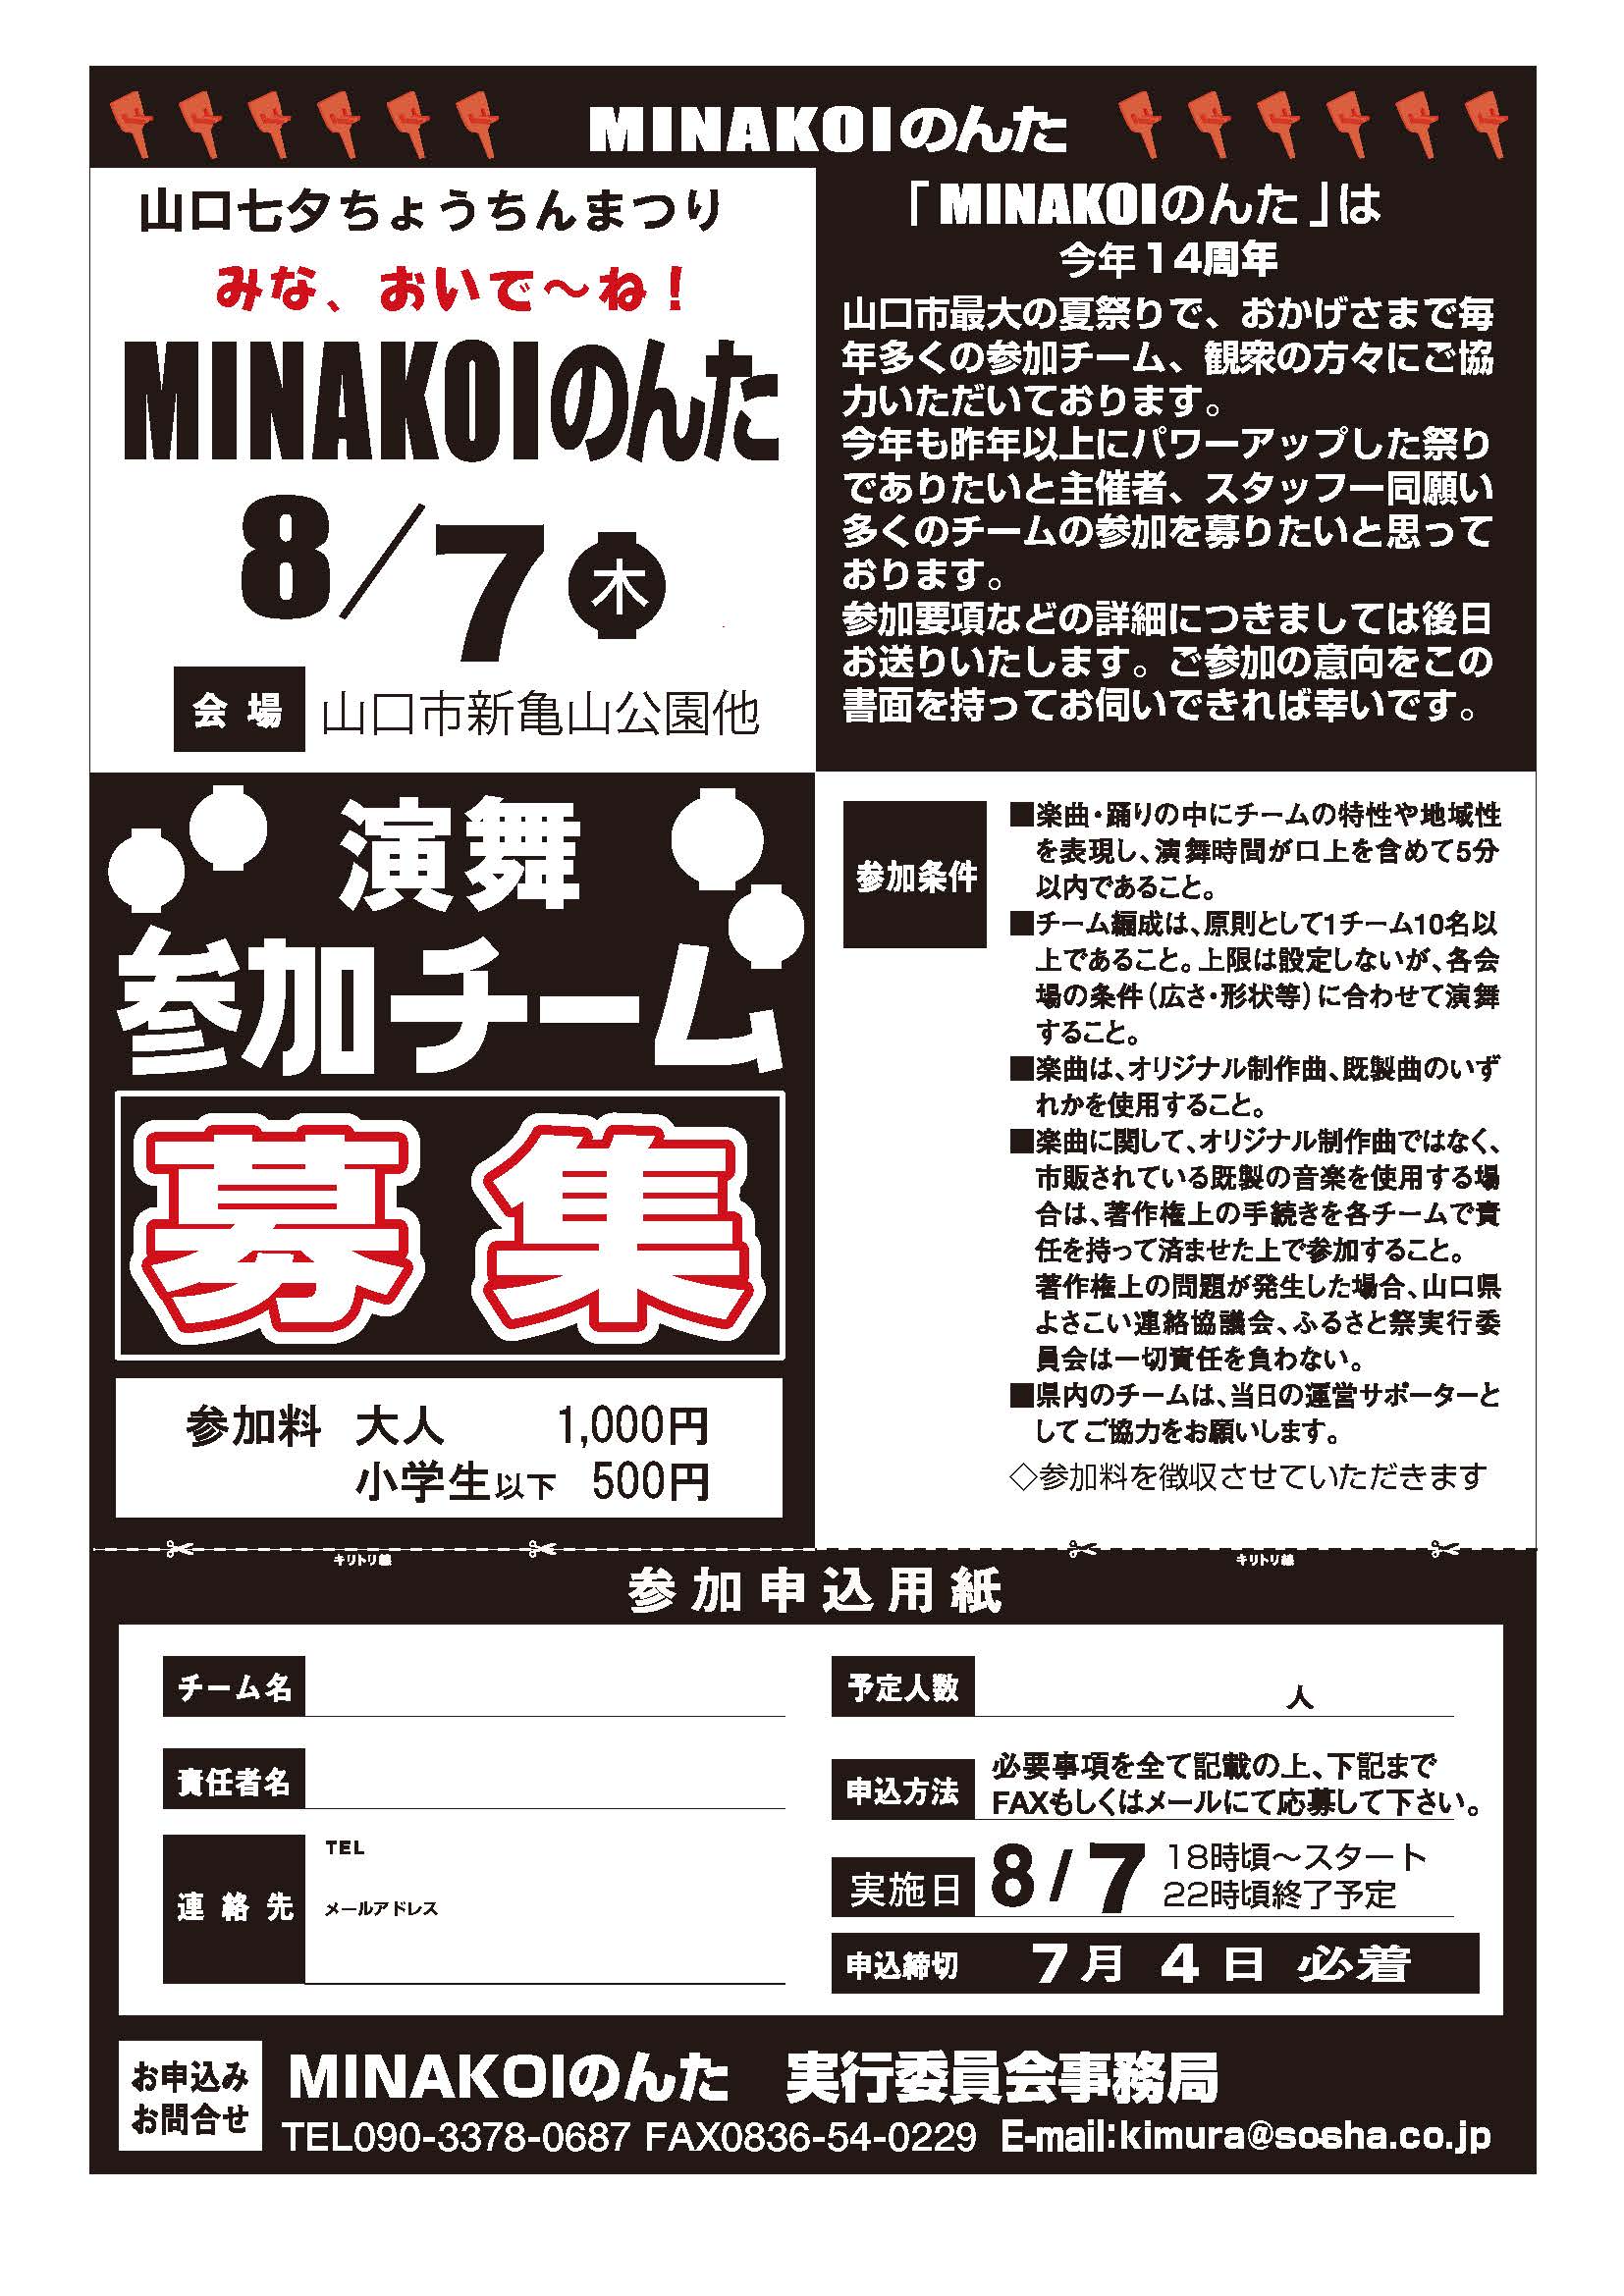 MINAKOIのんた
山口七夕ちょうちんまつり
みな、おいで～ね！
MINAKOIのんた
8／7 木
会場 山口市新亀山公園他
「MINAKOIのんた」は
今年14周年
山口市最大の夏祭りで、おかげさまで毎
年多くの参加チーム、観衆の方々にご協
力いただいております。
今年も昨年以上にパワーアップした祭り
でありたいと主催者、スタッフ一同願い
多くのチームの参加を募りたいと思って
おります。
参加要項などの詳細につきましては後日
お送りいたします。ご参加の意向をこの
書面を持ってお伺いできれば幸いです。
演舞
参加チーム
募集
参加料 大人 1,000円
小学生以下 500円
参加条件
■楽曲・踊りの中にチームの特性や地域性
を表現し、演舞時間が口上を含めて5分
以内であること。
■チーム編成は、原則として1チーム10名以
上であること。上限は設定しないが、各会
場の条件（広さ・形状等）に合わせて演舞
すること。
■楽曲は、オリジナル制作曲、既製曲のいず
れかを使用すること。
■楽曲に関して、オリジナル制作曲ではなく、
市販されている既製の音楽を使用する場
合は、著作権上の手続きを各チームで責
任を持って済ませた上で参加すること。
著作権上の問題が発生した場合、山口県
よさこい連絡協議会、ふるさと祭実行委
員会は一切責任を負わない。
■県内のチームは、当日の運営サポーターと
してご協力をお願いします。
◇参加料を徴収させていただきます
キリトリ線 キリトリ線
参加申込用紙
チーム名
責任者名
連絡先
TEL
メールアドレス
予定人数 人
申込方法
必要事項を全て記載の上、下記まで
FAXもしくはメールにて応募して下さい。
実施日 8/7
18時頃～スタート
22時頃終了予定
申込締切 7月4日必着
お申込み
お問合せ
MINAKOIのんた 実行委員会事務局
TEL090-3378-0687 FAX0836-54-0229 E-mail:kimura@sosha.co.jp